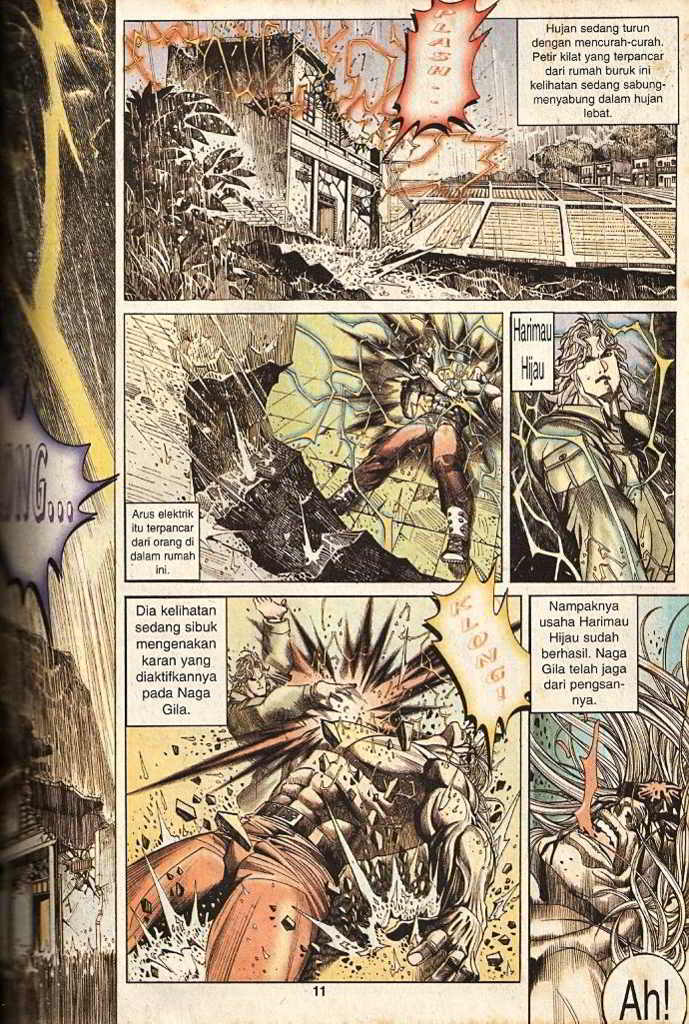 PLASH..
Hujan sedang turun
dengan mencurah-curah.
Petir kilat yang terpancar
dari rumah buruk ini
kelihatan sedang sabung-
menyabung dalam hujan
lebat.
Arus elektrik
itu terpancar
dari orang di
dalam rumah
ini.
Harimau
Hijau
Dia kelihatan
sedang sibuk
mengenakan
karan yang
diaktifkannya
pada Naga
Gila.
KLONG!
Nampaknya
usaha Harimau
Hijau sudah
berhasil. Naga
Gila telah jaga
dari pengsan-
nya.
Ah!
11